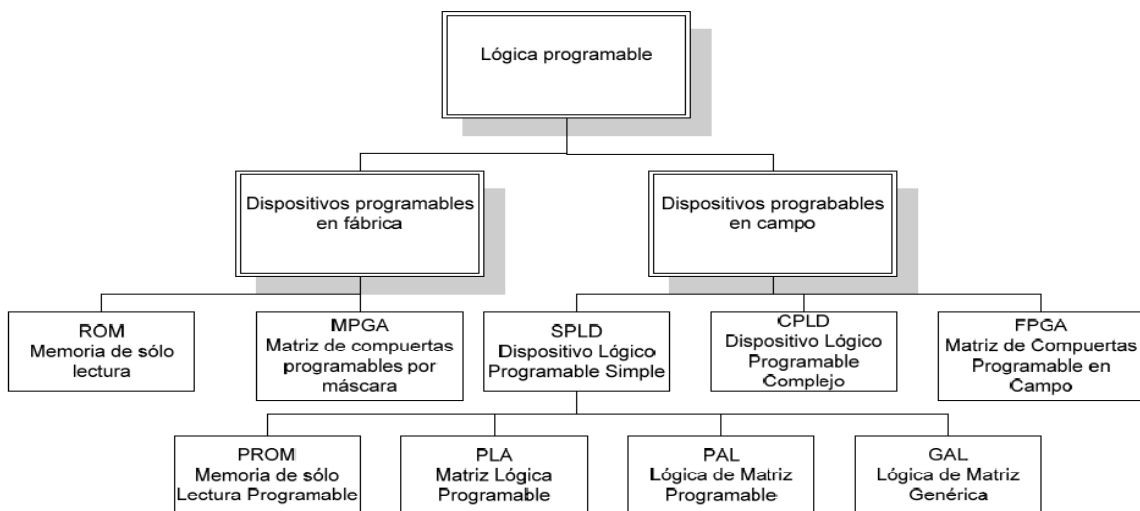 Lógica programable
Dispositivos programables
en fábrica
Dispositivos prograbables
en campo
ROM
Memoria de sólo
lectura
MPGA
Matriz de compuertas
programables por
máscara
SPLD
Dispositivo Lógico
Programable Simple
CPLD
Dispositivo Lógico
Programable
Complejo
FPGA
Matriz de Compuertas
Programable en
Campo
PROM
Memoria de sólo
Lectura Programable
PLA
Matriz Lógica
Programable
PAL
Lógica de Matriz
Programable
GAL
Lógica de Matriz
Genérica